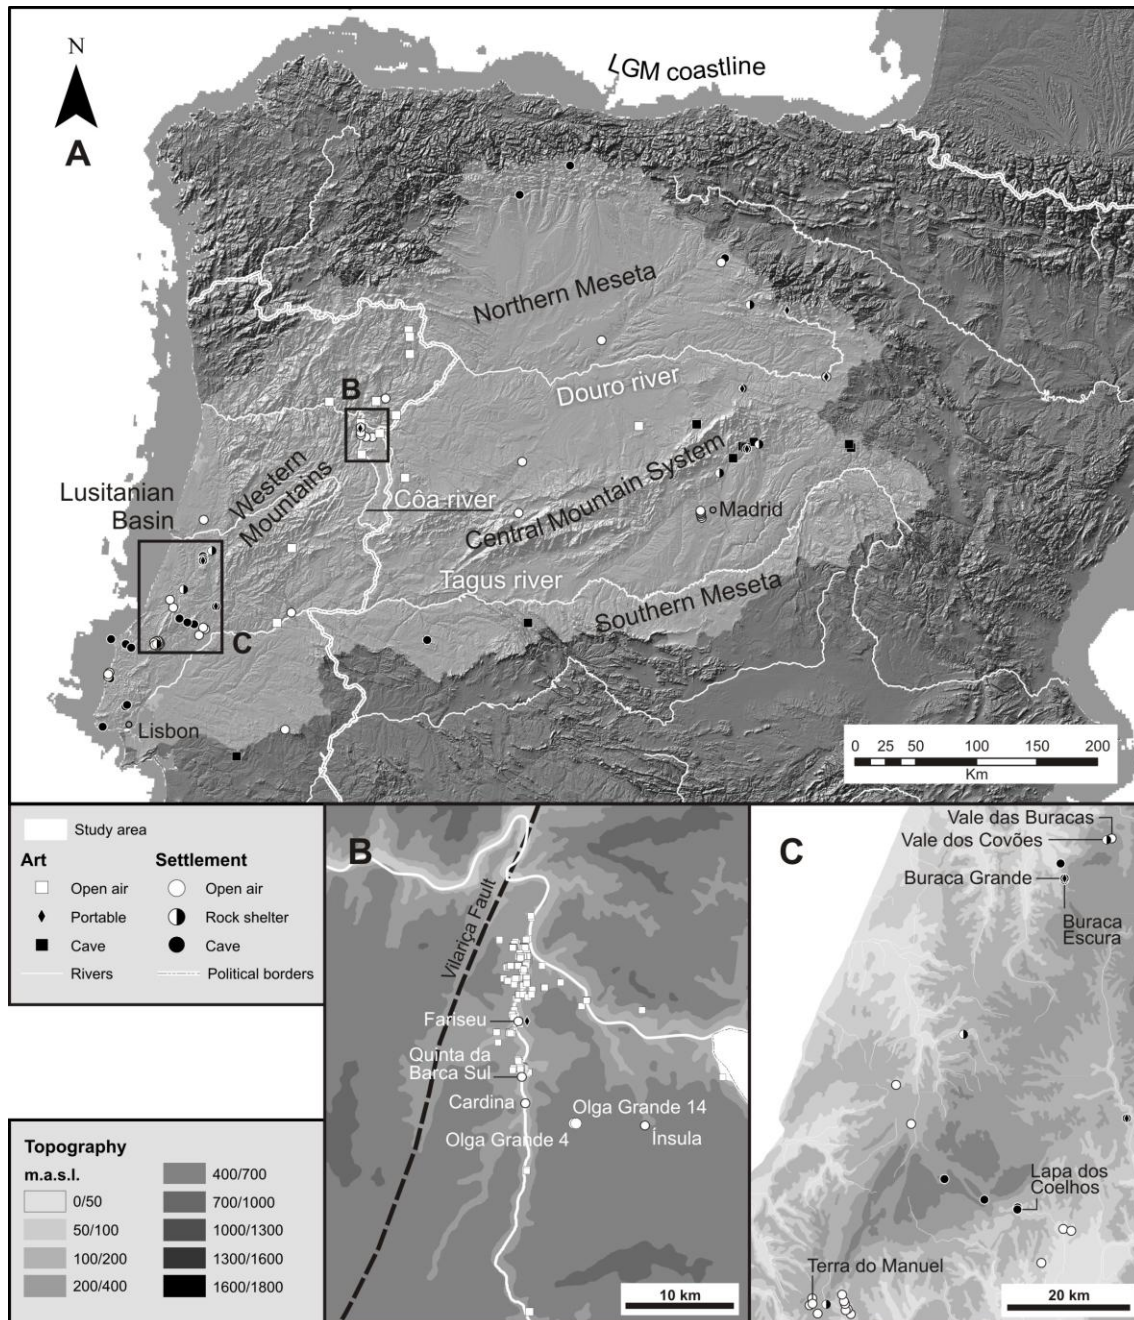 N
A
LGM coastline
Northern Meseta
Douro river
B
Western
Mountains
Lusitanian
Basin
Côa river
Central Mountain System
Madrid
Tagus river
Southern Meseta
C
Lisbon
0 25 50 100 150 200
Km
Study area
Art
Settlement
Open air
Open air
Portable
Rock shelter
Cave
Cave
Rivers
Political borders
Topography
m.a.s.l.
0/50
50/100
100/200
200/400
400/700
700/1000
1000/1300
1300/1600
1600/1800
B
Vilariça Fault
Fariseu
Quinta da
Barca Sul
Cardina
Olga Grande 14
Olga Grande 4
Ínsula
10 km
C
Vale das Buracas
Vale dos Covões
Buraca Grande
Buraca
Escura
Lapa dos
Coelhos
Terra do Manuel
20 km